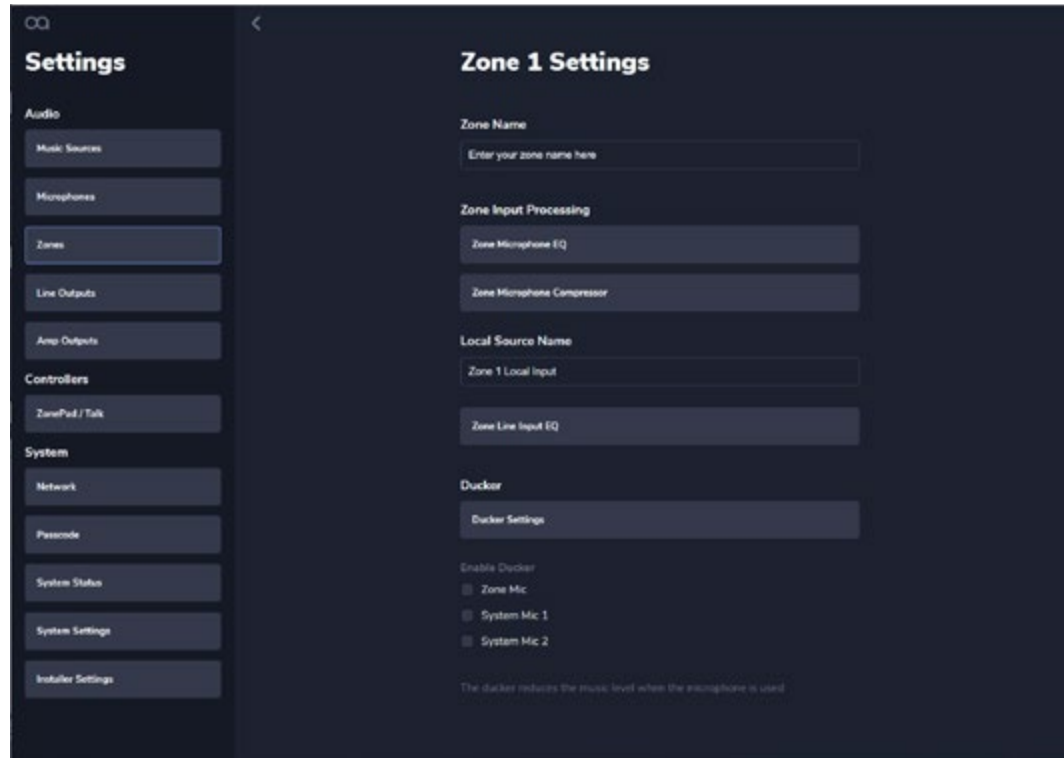 Settings
Audio
Music Sources
Microphones
Zones
Line Outputs
Amp Outputs
Controllers
ZonePad / Talk
System
Network
Passcode
System Status
System Settings
Installer Settings
Zone 1 Settings
Zone Name
Enter your zone name here
Zone Input Processing
Zone Microphone EQ
Zone Microphone Compressor
Local Source Name
Zone 1 Local Input
Zone Line Input EQ
Ducker
Ducker Settings
Enable Ducker
Zone Mic
System Mic 1
System Mic 2
The ducker reduces the music level when the microphone is used